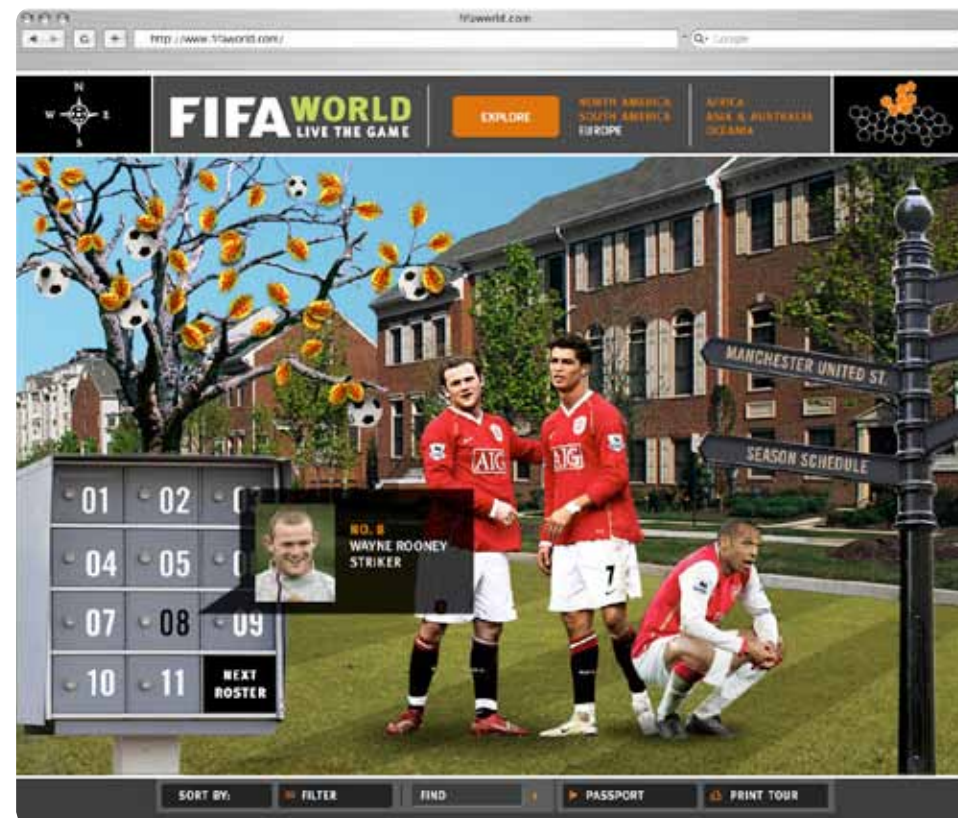 fifaworld.com
http://www.fifaworld.com/
Google
N
W
E
S
FIFA WORLD
LIVE THE GAME
EXPLORE
NORTH AMERICA
SOUTH AMERICA
EUROPE
AFRICA
ASIA & AUSTRALIA
OCEANIA
MANCHESTER UNITED ST.
SEASON SCHEDULE
AIG
AIG
7
01 02
04 05
07 08 09
10 11 NEXT
ROSTER
NO. 8
WAYNE ROONEY
STRIKER
SORT BY: FILTER FIND PASSPORT PRINT TOUR